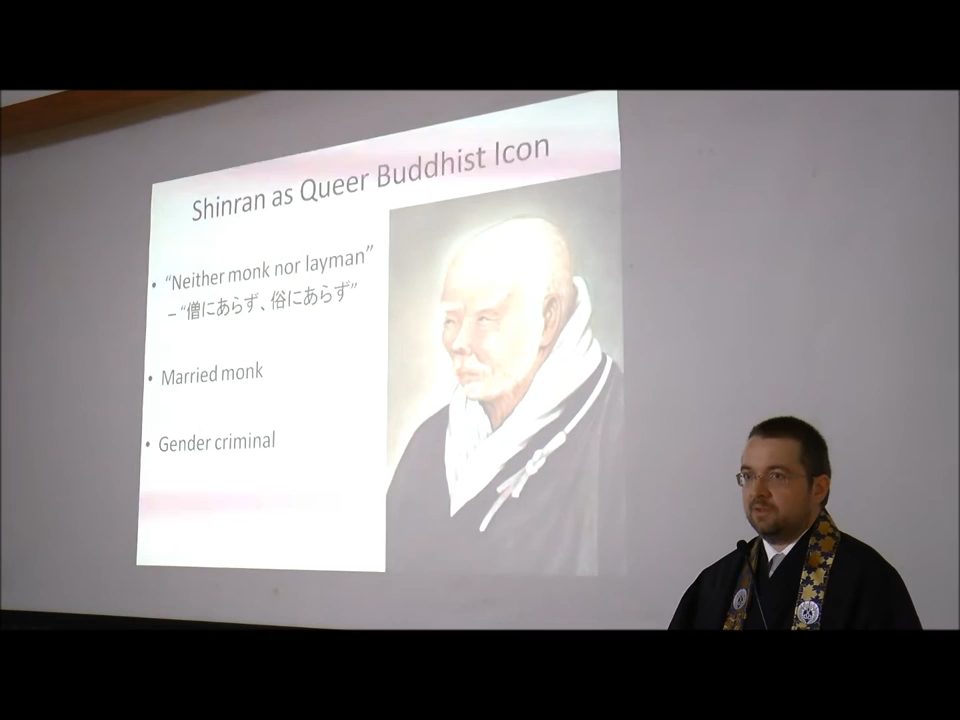 Shinran as Queer Buddhist Icon
• “Neither monk nor layman”
– “僧にあらず、俗にあらず”
• Married monk
• Gender criminal